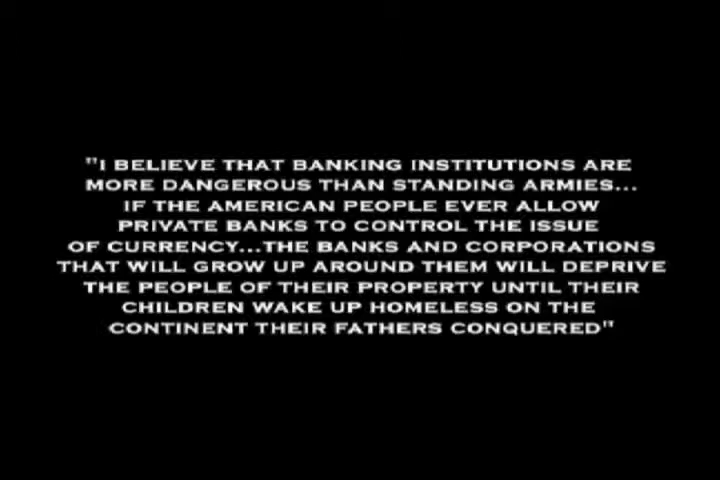 "I BELIEVE THAT BANKING INSTITUTIONS ARE
MORE DANGEROUS THAN STANDING ARMIES...
IF THE AMERICAN PEOPLE EVER ALLOW
PRIVATE BANKS TO CONTROL THE ISSUE
OF CURRENCY...THE BANKS AND CORPORATIONS
THAT WILL GROW UP AROUND THEM WILL DEPRIVE
THE PEOPLE OF THEIR PROPERTY UNTIL THEIR
CHILDREN WAKE UP HOMELESS ON THE
CONTINENT THEIR FATHERS CONQUERED"